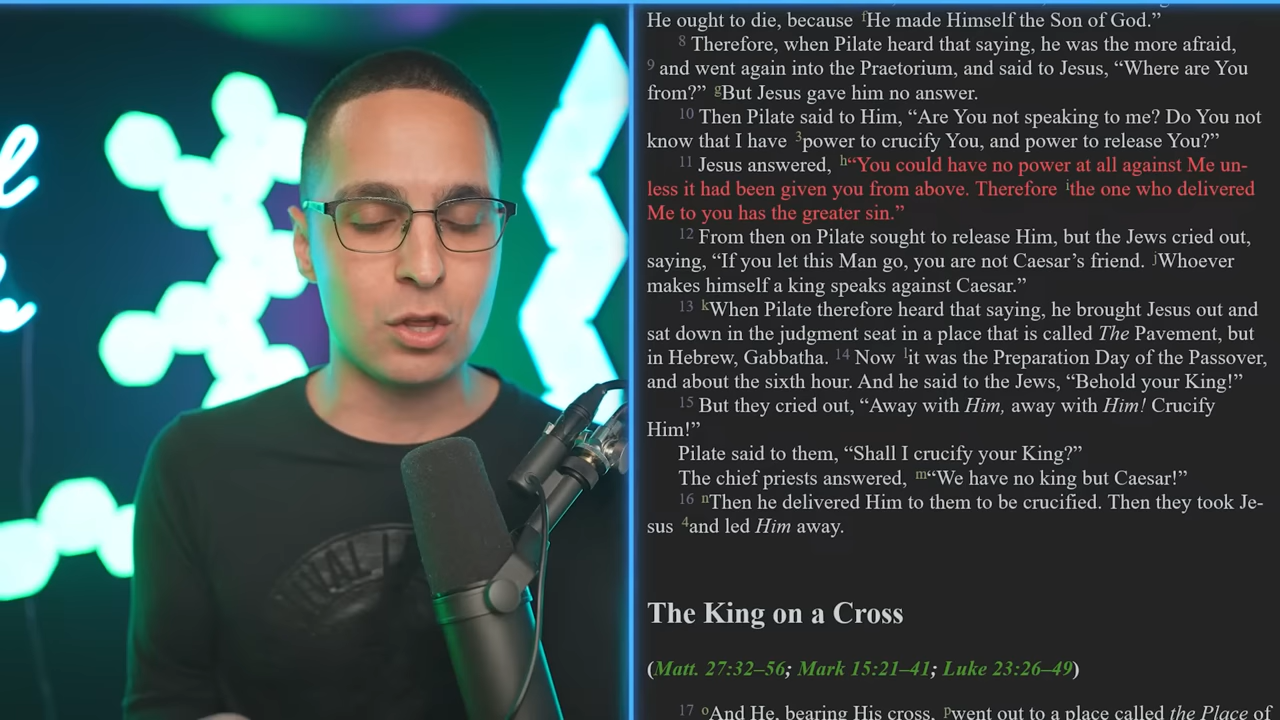 He ought to die, because fHe made Himself the Son of God.”
8 Therefore, when Pilate heard that saying, he was the more afraid,
9 and went again into the Praetorium, and said to Jesus, “Where are You
from?” gBut Jesus gave him no answer.
10 Then Pilate said to Him, “Are You not speaking to me? Do You not
know that I have 3power to crucify You, and power to release You?”
11 Jesus answered, h“You could have no power at all against Me un-
less it had been given you from above. Therefore ithe one who delivered
Me to you has the greater sin.”
12 From then on Pilate sought to release Him, but the Jews cried out,
saying, “If you let this Man go, you are not Caesar’s friend. jWhoever
makes himself a king speaks against Caesar.”
13 kWhen Pilate therefore heard that saying, he brought Jesus out and
sat down in the judgment seat in a place that is called The Pavement, but
in Hebrew, Gabbatha. 14 Now lit was the Preparation Day of the Passover,
and about the sixth hour. And he said to the Jews, “Behold your King!”
15 But they cried out, “Away with Him, away with Him! Crucify
Him!”
Pilate said to them, “Shall I crucify your King?”
The chief priests answered, m“We have no king but Caesar!”
16 nThen he delivered Him to them to be crucified. Then they took Je-
sus 4and led Him away.
The King on a Cross
(Matt. 27:32–56; Mark 15:21–41; Luke 23:26–49)
17 oAnd He, bearing His cross, pwent out to a place called the Place of